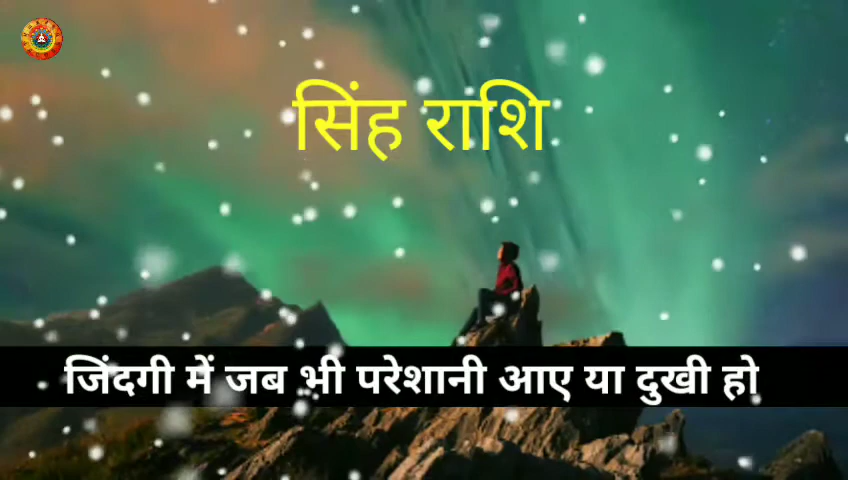 सिंह राशि
जिंदगी में जब भी परेशानी आए या दुखी हो